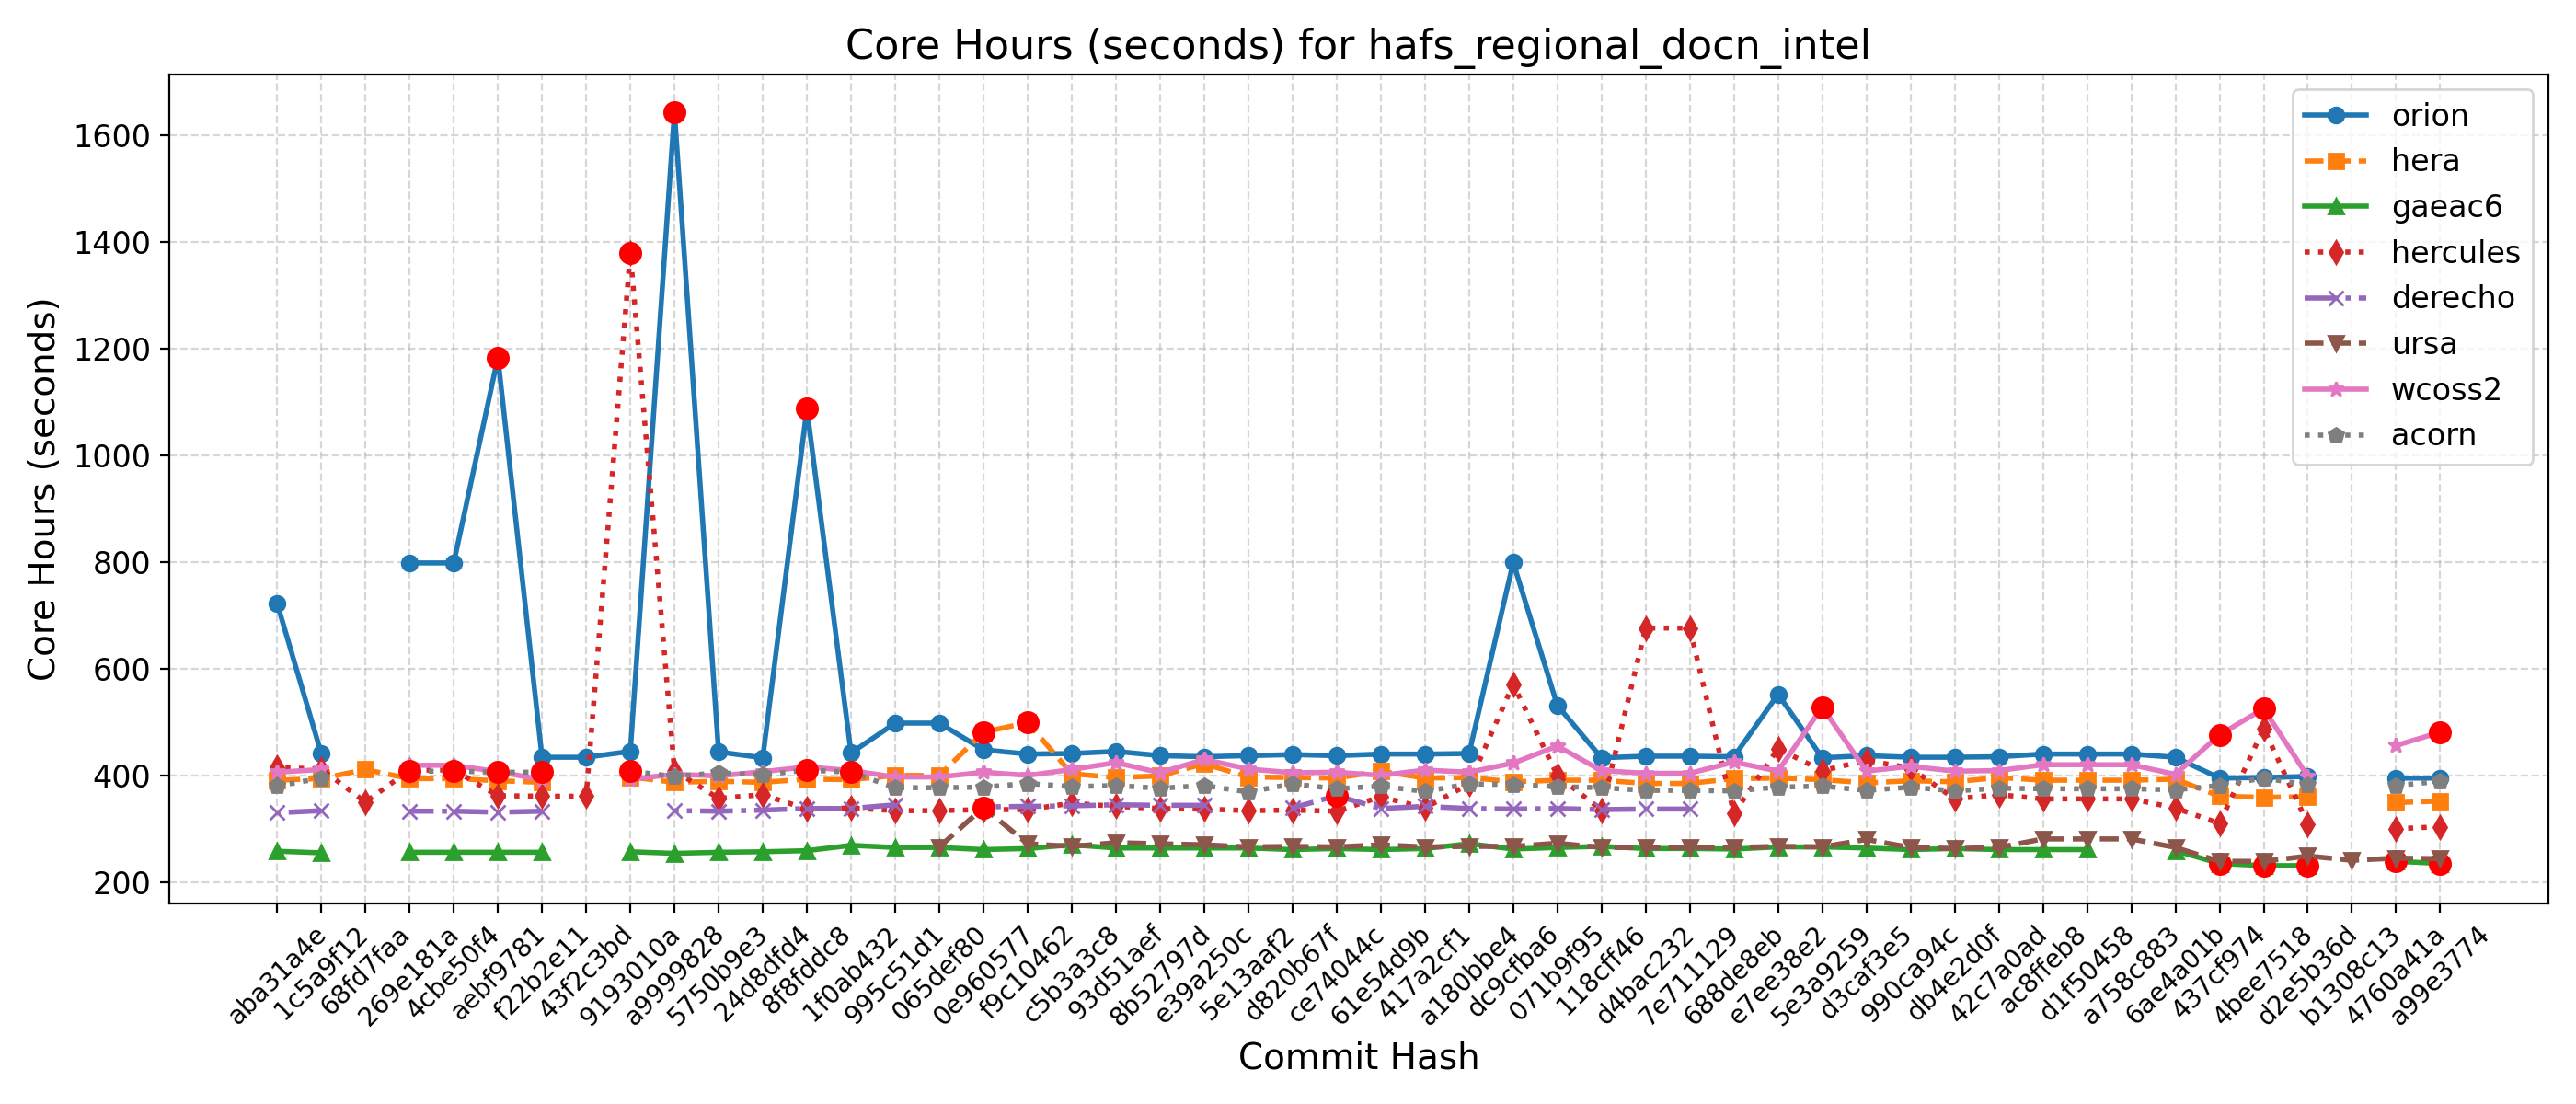 Core Hours (seconds) for hafs_regional_docn_intel
Core Hours (seconds)
1600
1400
1200
1000
800
600
400
200
orion
hera
gaeac6
hercules
derecho
ursa
wcoss2
acorn
aba31a4e
1c5a9f12
68fd7faa
269e181a
4cbe50f4
aebf9781
f22b2e11
43f2c3bd
9193010a
a9999828
5750b9e3
24d8dfd4
8f8fddc8
1f0ab432
995c51d1
065def80
0e960577
f9c10462
c5b3a3c8
93d51aef
8b52797d
e39a250c
5e13aaf2
d820b67f
ce74044c
61e54d9b
417a2cf1
a180bbe4
dc9cfba6
071b9f95
118cff46
d4bac232
7e711129
688de8eb
e7ee38e2
5e3a9259
d3caf3e5
990ca94c
db4e2d0f
42c7a0ad
ac8ffeb8
d1f50458
a758c883
6ae4a01b
437cf974
4bee7518
d2e5b36d
b1308c13
4760a41a
a99e3774
Commit Hash